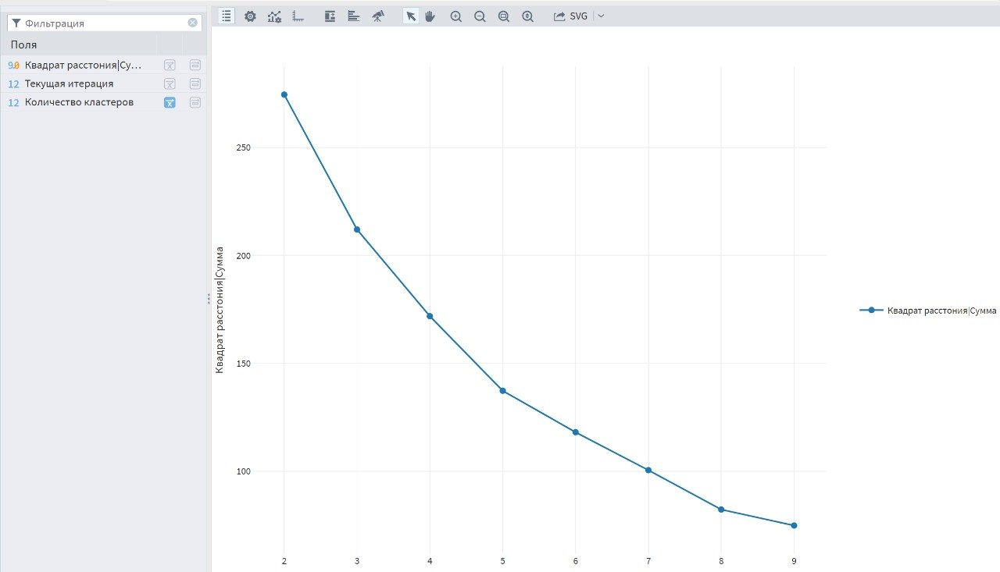 Фильтрация
SVG
Поля
9.0 Квадрат расстония|Су…
12 Текущая итерация
12 Количество кластеров
250
200
150
100
Квадрат расстония|Сумма
2 3 4 5 6 7 8 9
Квадрат расстония|Сумма